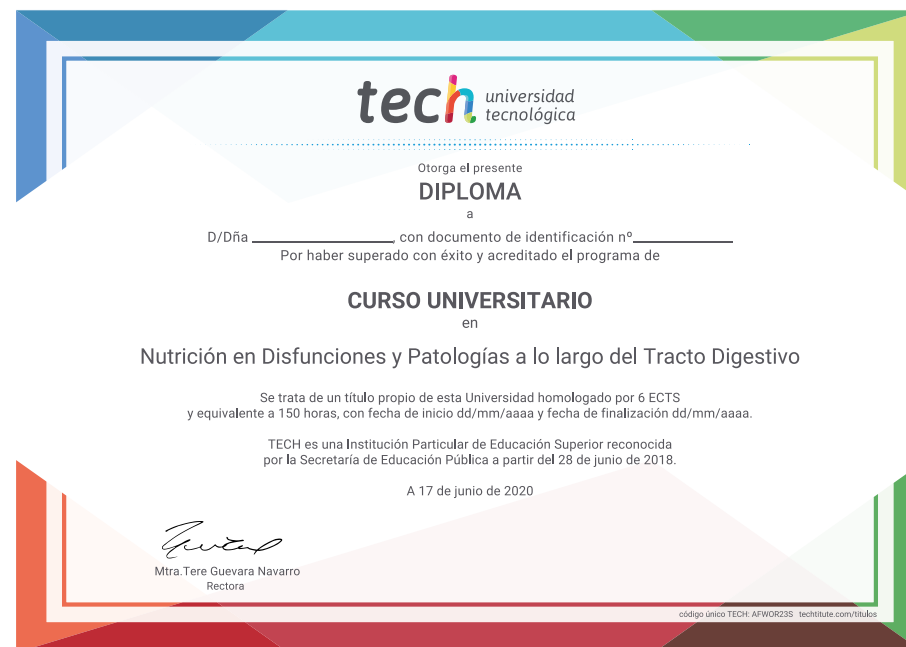 tech universidad
tecnológica
Otorga el presente
DIPLOMA
a
D/Dña ____________________, con documento de identificación nº______________
Por haber superado con éxito y acreditado el programa de
CURSO UNIVERSITARIO
en
Nutrición en Disfunciones y Patologías a lo largo del Tracto Digestivo
Se trata de un título propio de esta Universidad homologado por 6 ECTS
y equivalente a 150 horas, con fecha de inicio dd/mm/aaaa y fecha de finalización dd/mm/aaaa.
TECH es una Institución Particular de Educación Superior reconocida
por la Secretaría de Educación Pública a partir del 28 de junio de 2018.
A 17 de junio de 2020
Mtra.Tere Guevara Navarro
Rectora
código único TECH: AFWOR23S techtitute.com/titulos